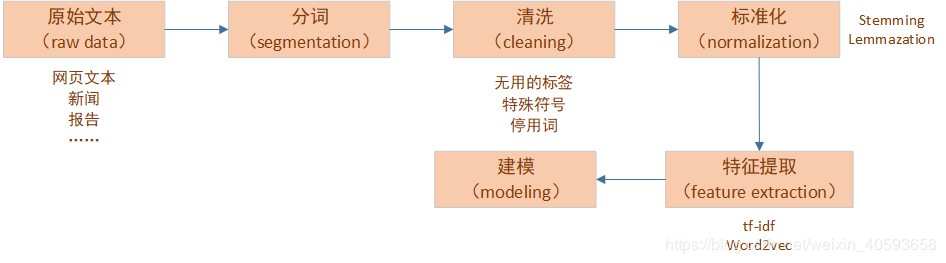 原始文本
（raw data）
分词
（segmentation）
清洗
（cleaning）
标准化
（normalization）
Stemming
Lemmazation
网页文本
新闻
报告
……
无用的标签
特殊符号
停用词
建模
（modeling）
特征提取
（feature extraction）
tf-idf
Word2vec
https://blog.csdn.net/weixin_40593658